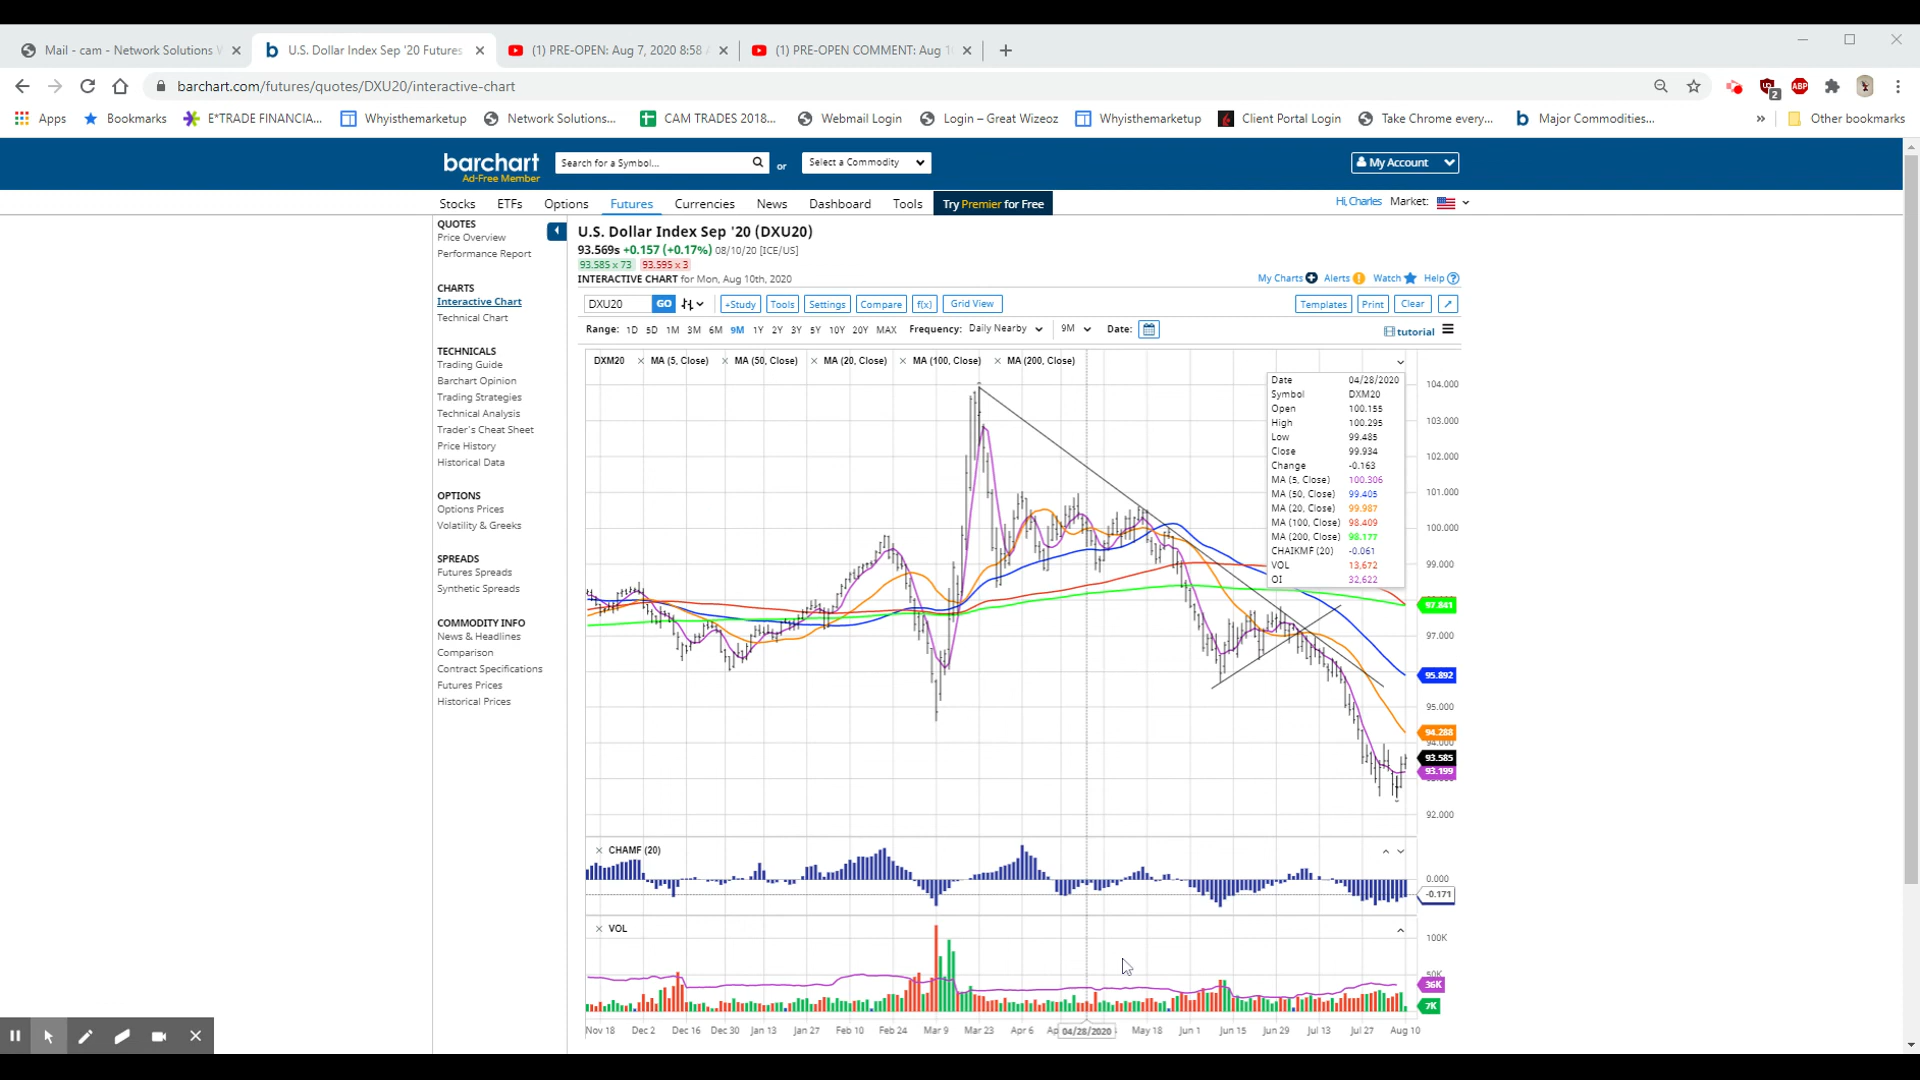 Mail - cam - Network Solutions
U.S. Dollar Index Sep '20 Futures
(1) PRE-OPEN: Aug 7, 2020 8:58
(1) PRE-OPEN COMMENT: Aug
barchart.com/futures/quotes/DXU20/interactive-chart
Apps
Bookmarks
E*TRADE FINANCIA...
Whyisthemarketup
Network Solutions...
CAM TRADES 2018...
Webmail Login
Login – Great Wizeoz
Whyisthemarketup
Client Portal Login
Take Chrome every...
Major Commodities...
Other bookmarks
barchart
Ad-Free Member
Search for a Symbol...
or
Select a Commodity
My Account
Stocks ETFs Options Futures Currencies News Dashboard Tools Try Premier for Free
Hi, Charles Market:
QUOTES
Price Overview
Performance Report
CHARTS
Interactive Chart
Technical Chart
TECHNICALS
Trading Guide
Barchart Opinion
Trading Strategies
Technical Analysis
Trader's Cheat Sheet
Price History
Historical Data
OPTIONS
Options Prices
Volatility & Greeks
SPREADS
Futures Spreads
Synthetic Spreads
COMMODITY INFO
News & Headlines
Comparison
Contract Specifications
Futures Prices
Historical Prices
U.S. Dollar Index Sep '20 (DXU20)
93.569s +0.157 (+0.17%) 08/10/20 [ICE/US]
93.585 x 73 93.595 x 3
INTERACTIVE CHART for Mon, Aug 10th, 2020
My Charts Alerts Watch Help
DXU20 GO +Study Tools Settings Compare f(x) Grid View
Templates Print Clear
Range: 1D 5D 1M 3M 6M 9M 1Y 2Y 3Y 5Y 10Y 20Y MAX Frequency: Daily Nearby 9M Date:
tutorial
DXM20 MA (5, Close) MA (50, Close) MA (20, Close) MA (100, Close) MA (200, Close)
Date 04/28/2020
Symbol DXM20
Open 100.155
High 100.295
Low 99.485
Close 99.934
Change -0.163
MA (5, Close) 100.306
MA (50, Close) 99.405
MA (20, Close) 99.987
MA (100, Close) 98.409
MA (200, Close) 98.177
CHAIKMF (20) -0.061
VOL 13,672
OI 32,622
104.000
103.000
102.000
101.000
100.000
99.000
97.841
97.000
95.892
95.000
94.288
94.000
93.585
93.199
92.000
CHAMF (20)
0.000
-0.171
VOL
100K
50K
36K
7K
Nov 18 Dec 2 Dec 16 Dec 30 Jan 13 Jan 27 Feb 10 Feb 24 Mar 9 Mar 23 Apr 6 04/28/2020 May 18 Jun 1 Jun 15 Jun 29 Jul 13 Jul 27 Aug 10